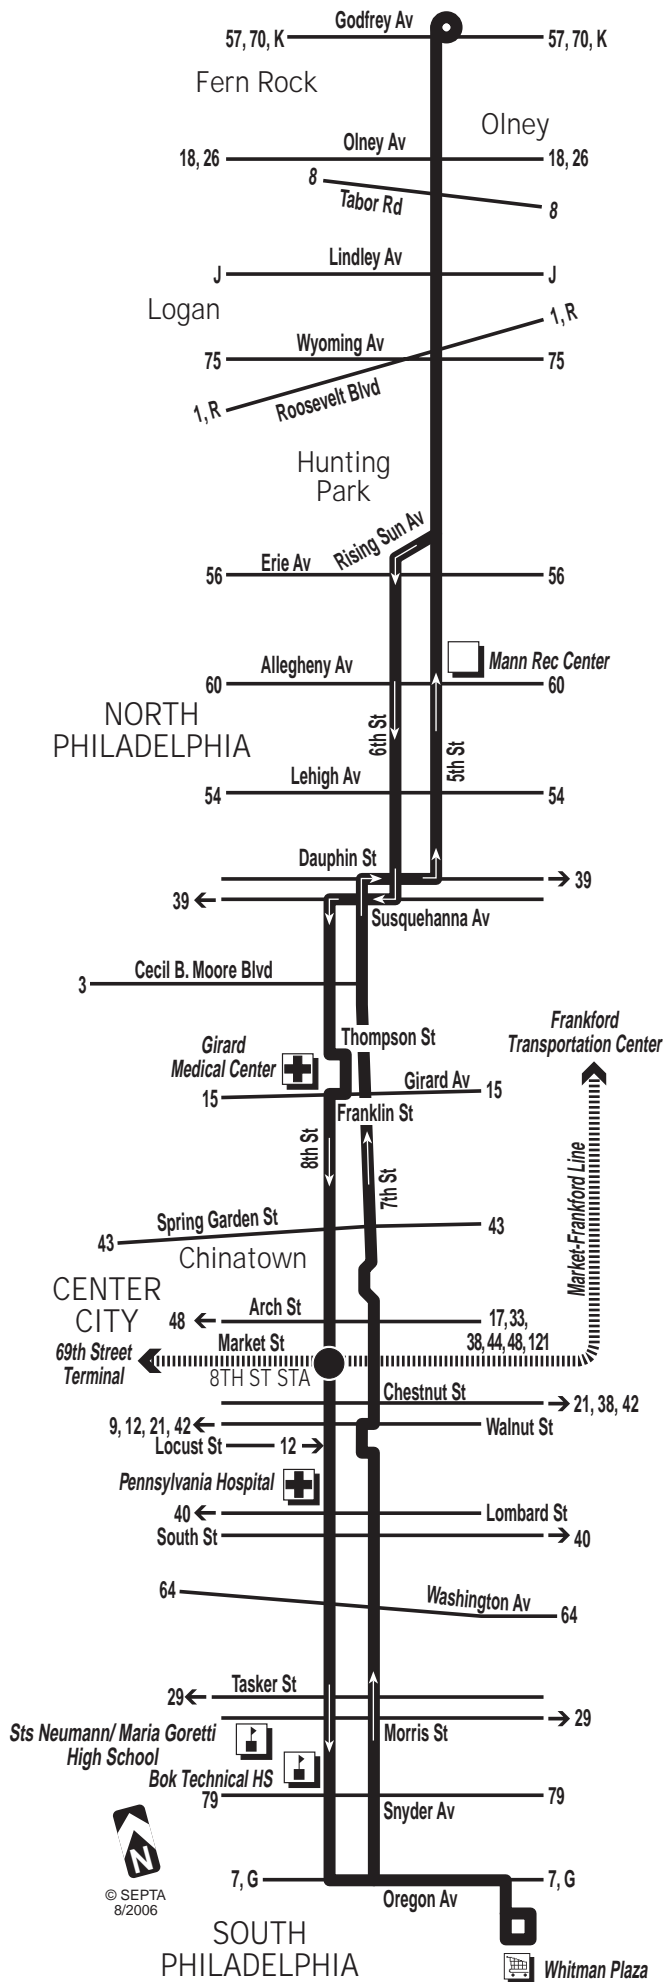 Godfrey Av
57, 70, K
57, 70, K
Fern Rock
Olney
Olney Av
18, 26
18, 26
8
Tabor Rd
8
Lindley Av
J
J
Logan
1, R
Wyoming Av
75
75
Roosevelt Blvd
1, R
Hunting
Park
Rising Sun Av
Erie Av
56
56
Mann Rec Center
Allegheny Av
60
60
NORTH
PHILADELPHIA
6th St
5th St
Lehigh Av
54
54
Dauphin St
39
39
Susquehanna Av
Cecil B. Moore Blvd
3
Frankford
Transportation Center
Thompson St
Girard
Medical Center
Girard Av
15
15
Franklin St
8th St
7th St
Market-Frankford Line
Spring Garden St
43
43
Chinatown
CENTER
CITY
Arch St
48
17, 33,
38, 44, 48, 121
Market St
69th Street
Terminal
8TH ST STA
Chestnut St
21, 38, 42
9, 12, 21, 42
Walnut St
Locust St
12
Pennsylvania Hospital
40
Lombard St
South St
40
64
Washington Av
64
Tasker St
29
29
Sts Neumann/ Maria Goretti
High School
Morris St
Bok Technical HS
79
79
Snyder Av
N
© SEPTA
8/2006
7, G
7, G
Oregon Av
SOUTH
PHILADELPHIA
Whitman Plaza